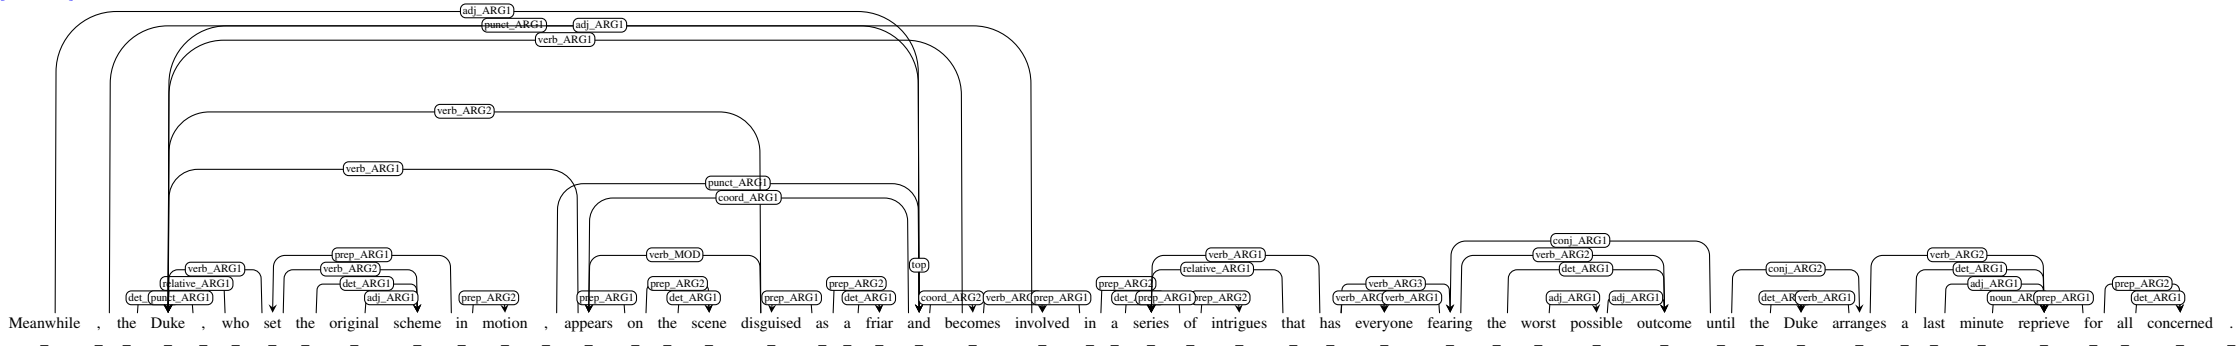 adj_ARG1
punct_ARG1 adj_ARG1
verb_ARG1
verb_ARG2
verb_ARG1
punct_ARG1
coord_ARG1
conj_ARG1
prep_ARG1 verb_MOD verb_ARG1 verb_ARG2 verb_ARG2
top
verb_ARG1 verb_ARG2 relative_ARG1 det_ARG1 conj_ARG2 det_ARG1
relative_ARG1 det_ARG1 prep_ARG2 prep_ARG2 prep_ARG2 verb_ARG3 adj_ARG1 prep_ARG2
punct_ARG1 adj_ARG1 prep_ARG2 prep_ARG1 det_ARG1 prep_ARG1 det_ARG1 coord_ARG2 prep_ARG1 prep_ARG1 prep_ARG2 verb_ARG1 adj_ARG1 adj_ARG1 verb_ARG1 prep_ARG1 det_ARG1
Meanwhile , the Duke , who set the original scheme in motion , appears on the scene disguised as a friar and becomes involved in a series of intrigues that has everyone fearing the worst possible outcome until the Duke arranges a last minute reprieve for all concerned .